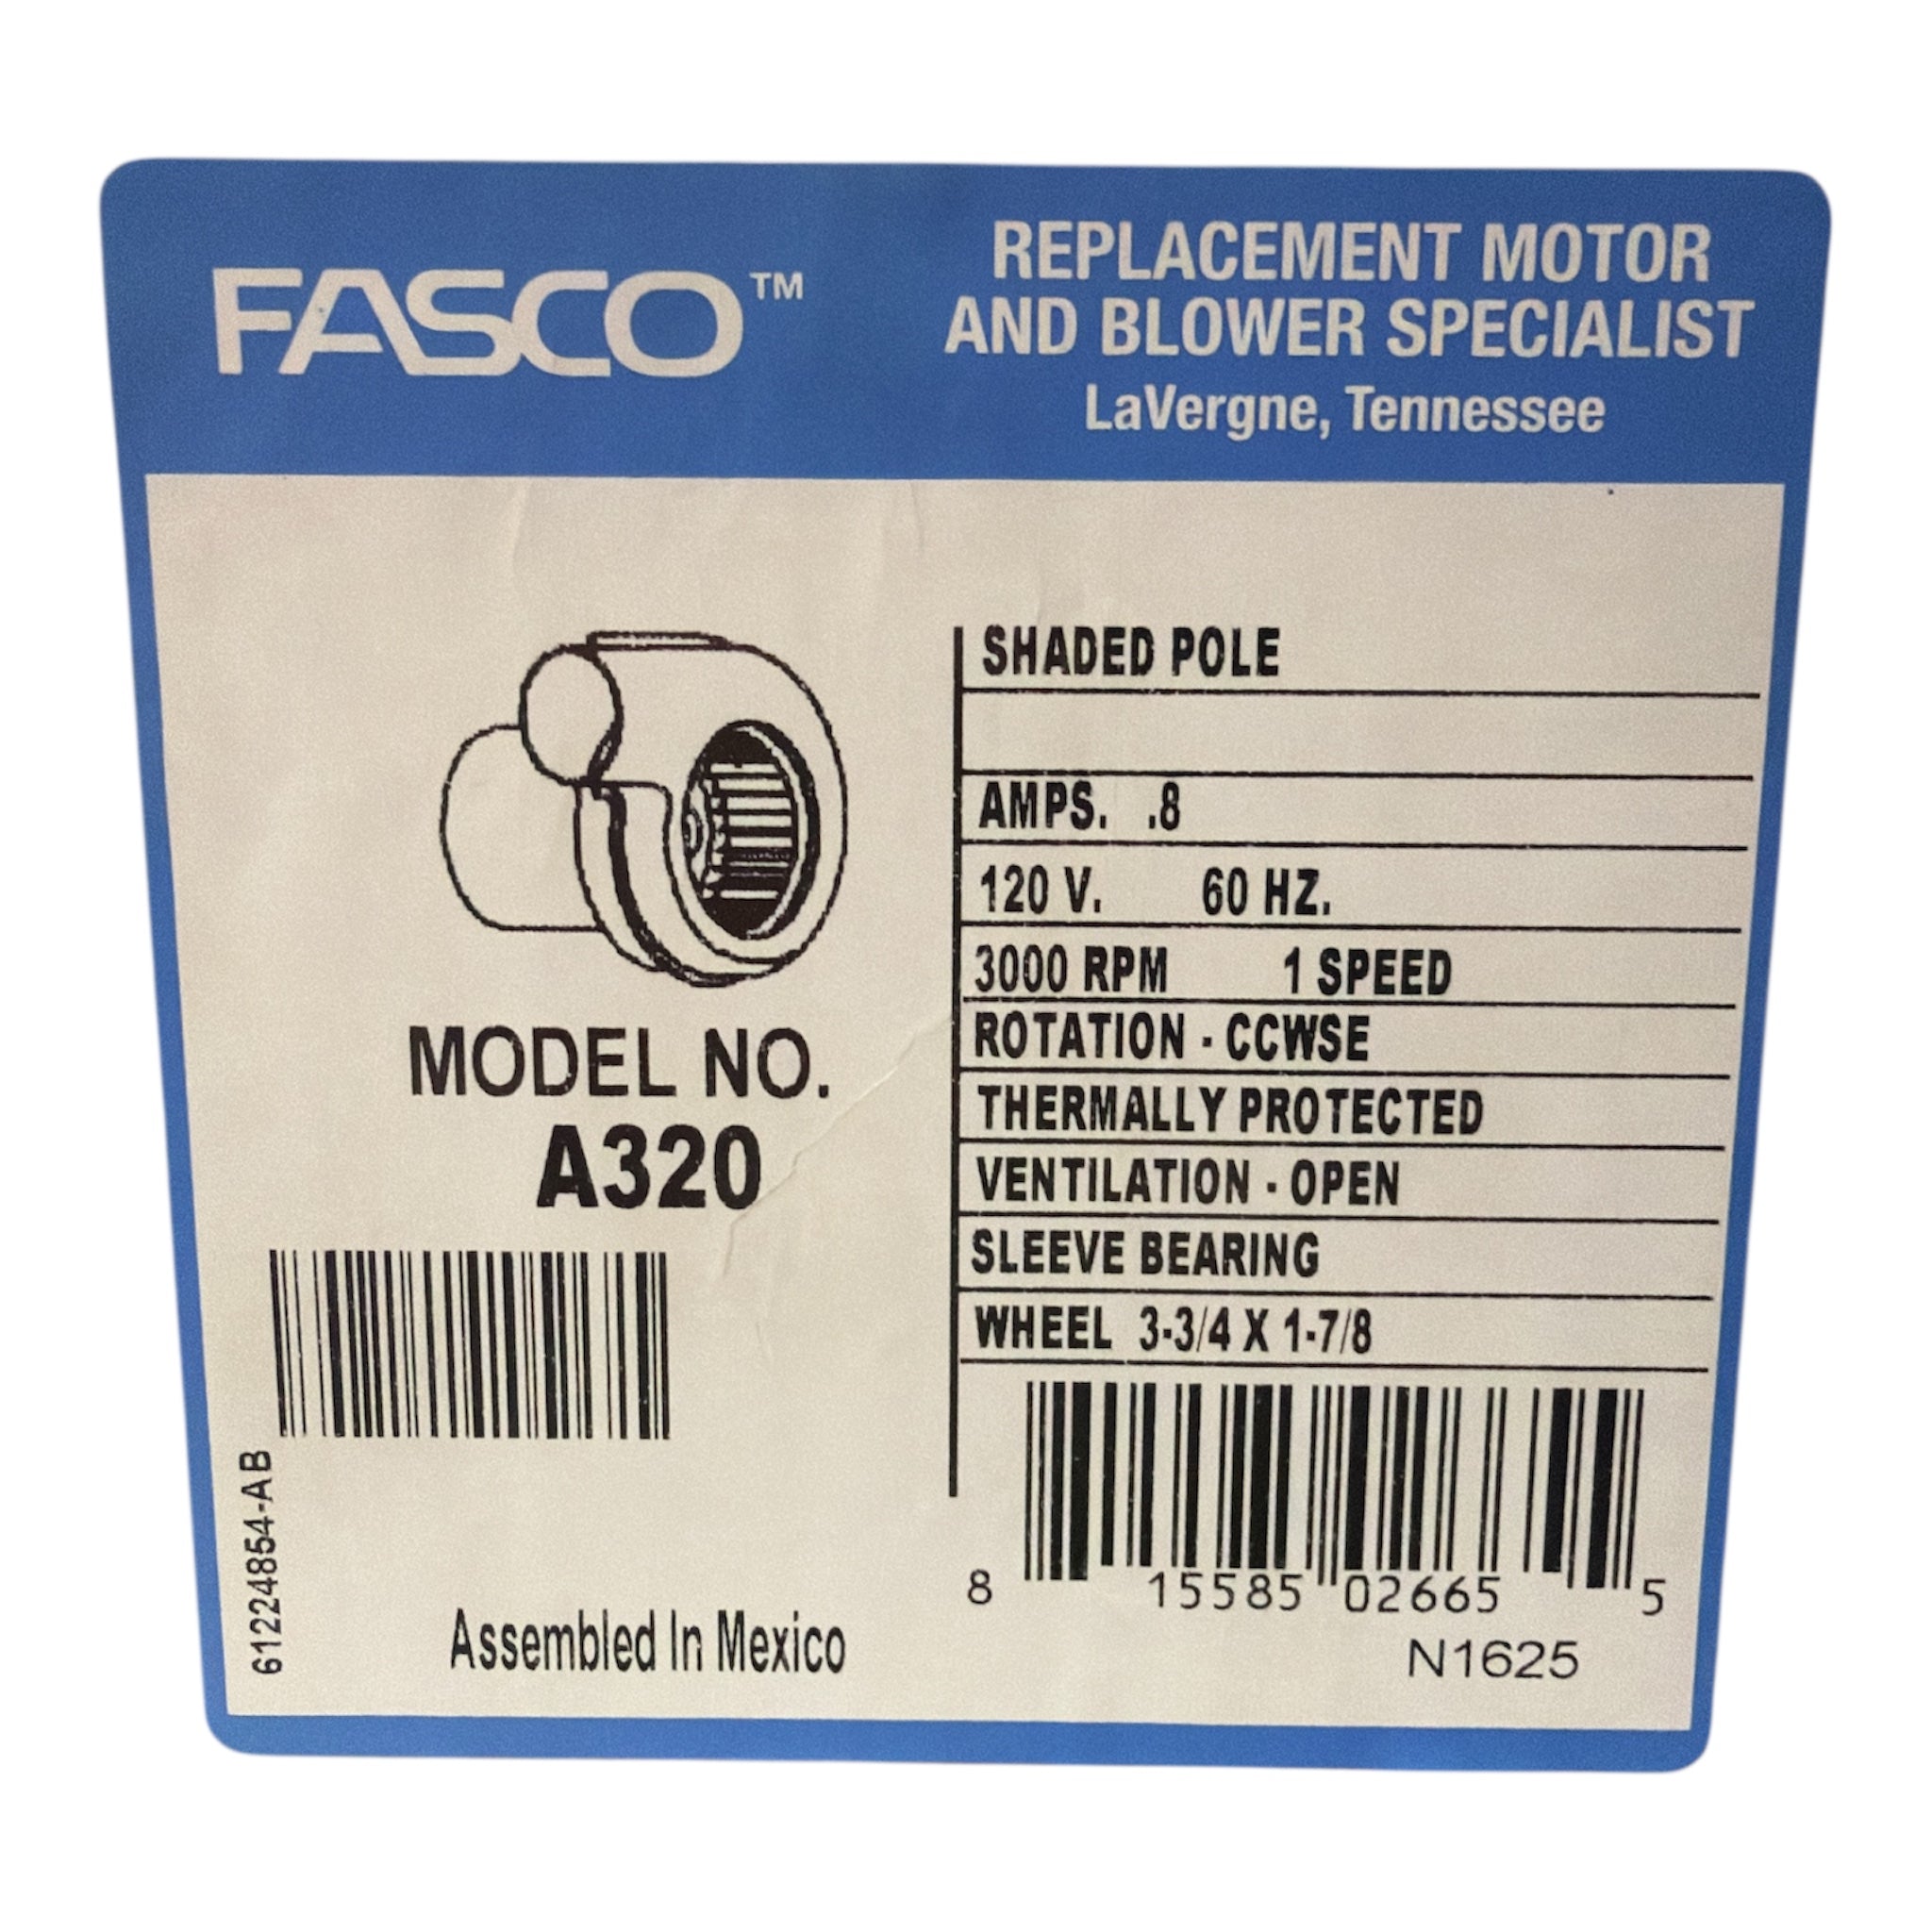 FASCO™
REPLACEMENT MOTOR
AND BLOWER SPECIALIST
LaVergne, Tennessee
MODEL NO.
A320
61224854-AB
Assembled In Mexico
SHADED POLE
AMPS. .8
120 V. 60 HZ.
3000 RPM 1 SPEED
ROTATION - CCWSE
THERMALLY PROTECTED
VENTILATION - OPEN
SLEEVE BEARING
WHEEL 3-3/4 X 1-7/8
8 15585 02665 5
N1625